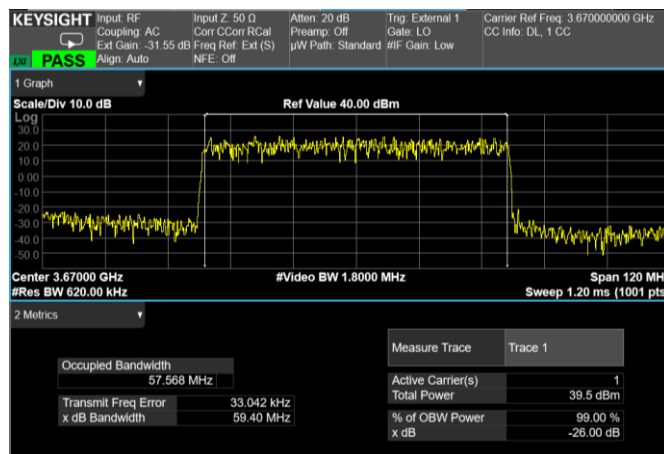 KEYSIGHT Input: RF Input Z: 50 Ω Atten: 20 dB Trig: External 1 Carrier Ref Freq: 3.670000000 GHz
Coupling: AC Corr CCorr RCal Preamp: Off Gate: LO CC Info: DL, 1 CC
Ext Gain: -31.55 dB Freq Ref: Ext (S) µW Path: Standard #IF Gain: Low
LXI PASS Align: Auto NFE: Off
1 Graph
Scale/Div 10.0 dB Ref Value 40.00 dBm
Log
30.0
20.0
10.0
0.00
-10.0
-20.0
-30.0
-40.0
-50.0
Center 3.67000 GHz #Video BW 1.8000 MHz Span 120 MH
#Res BW 620.00 kHz Sweep 1.20 ms (1001 pts
2 Metrics
Measure Trace Trace 1
Occupied Bandwidth
57.568 MHz
Active Carrier(s) 1
Transmit Freq Error 33.042 kHz Total Power 39.5 dBm
x dB Bandwidth 59.40 MHz % of OBW Power 99.00 %
x dB -26.00 dB